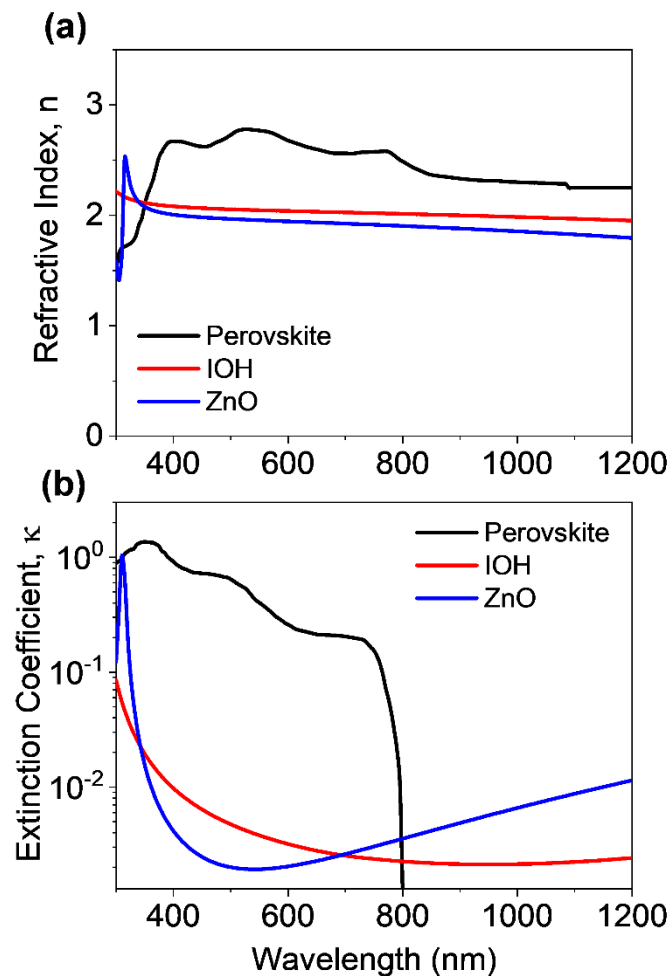 (a)
Refractive Index, n
3
2
1
0
Perovskite
IOH
ZnO
400 600 800 1000 1200
(b)
Extinction Coefficient, κ
10⁰
10⁻¹
10⁻²
Perovskite
IOH
ZnO
400 600 800 1000 1200
Wavelength (nm)